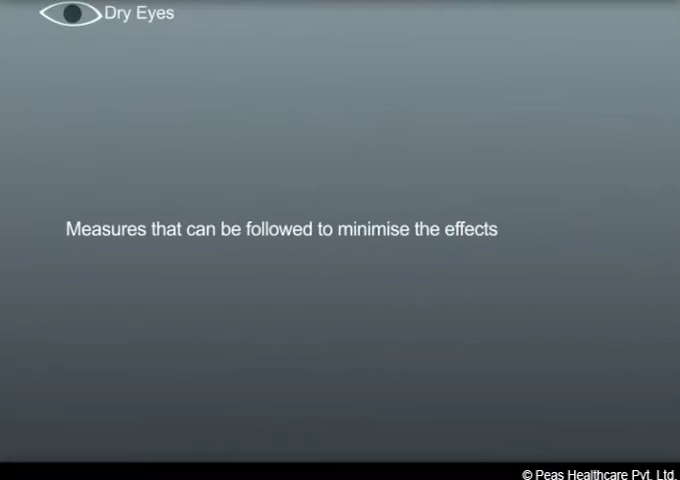 Dry Eyes
Measures that can be followed to minimise the effects
© Peas Healthcare Pvt. Ltd.